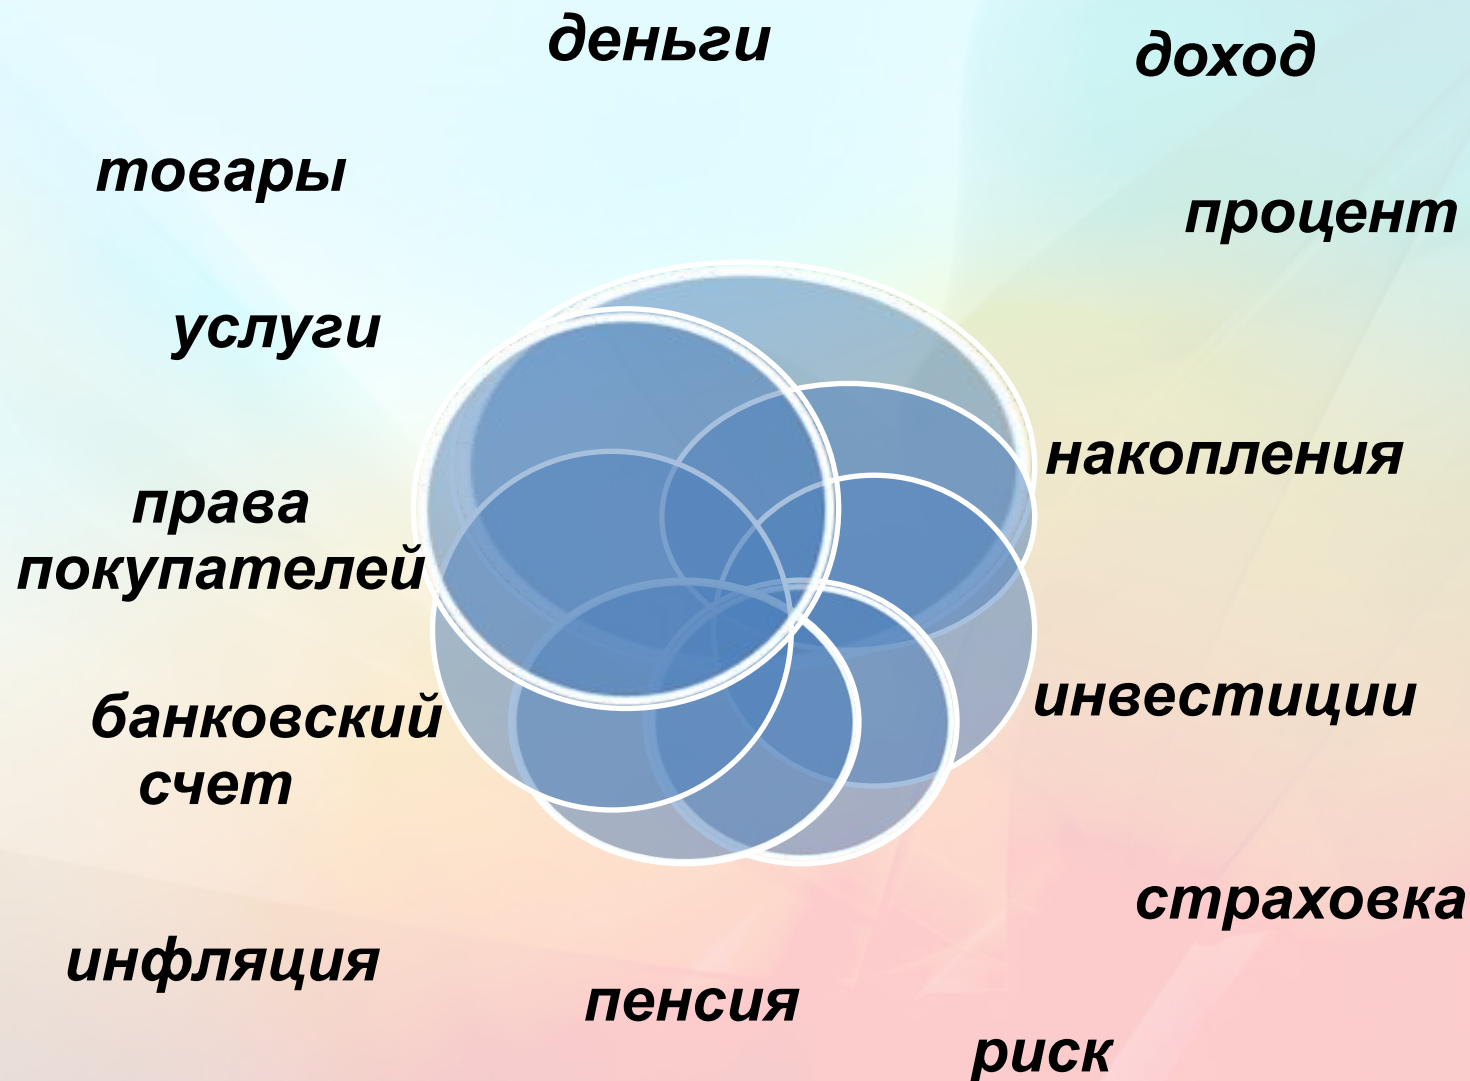 деньги
доход
товары
процент
услуги
накопления
права
покупателей
инвестиции
банковский
счет
страховка
инфляция
пенсия
риск